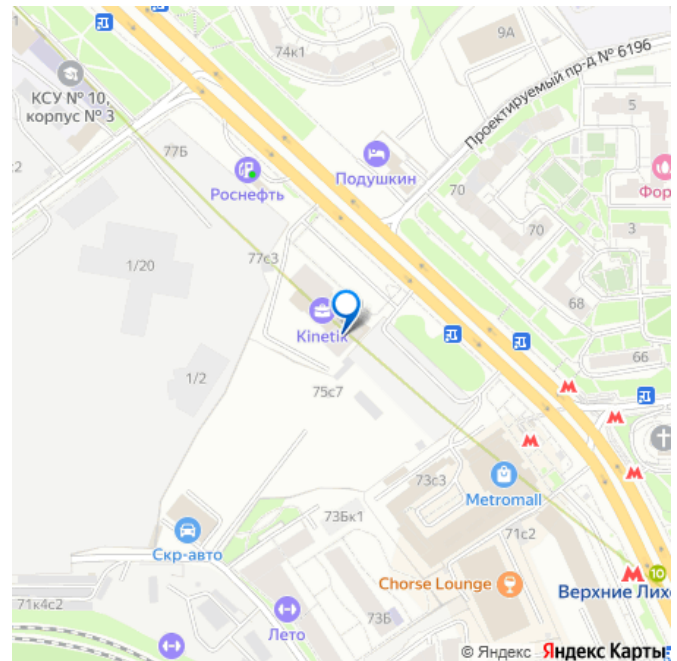 74к1
9А
Проектируемый пр-д № 6196
КСУ № 10,
корпус № 3
77Б
Роснефть
Подушкин
5
70
Фор
70
3
1/20
77с3
68
Kinetik
66
1/2
75с7
73с3
Metromall
73Бк1
71с2
Скр-авто
Chorse Lounge
10
Верхние Лихо
71к4с2
73Б
Лето
© Яндекс Яндекс Карты